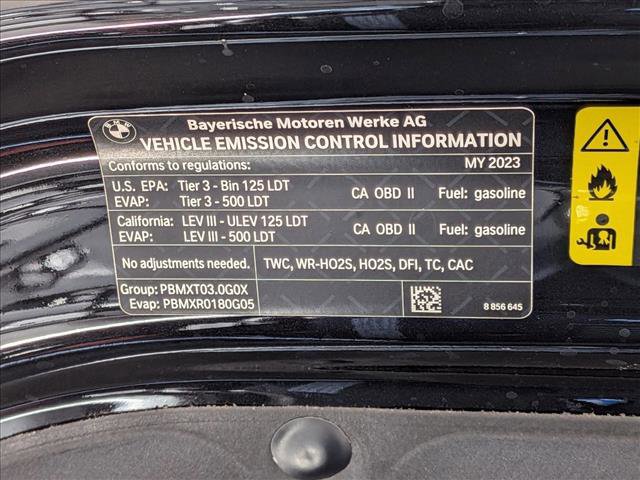 BMW
Bayerische Motoren Werke AG
VEHICLE EMISSION CONTROL INFORMATION
Conforms to regulations: MY 2023
U.S. EPA: Tier 3 - Bin 125 LDT CA OBD II Fuel: gasoline
EVAP: Tier 3 - 500 LDT
California: LEV III - ULEV 125 LDT CA OBD II Fuel: gasoline
EVAP: LEV III - 500 LDT
No adjustments needed. TWC, WR-HO2S, HO2S, DFI, TC, CAC
Group: PBMXT03.0G0X
Evap: PBMXR0180G05
8 856 645